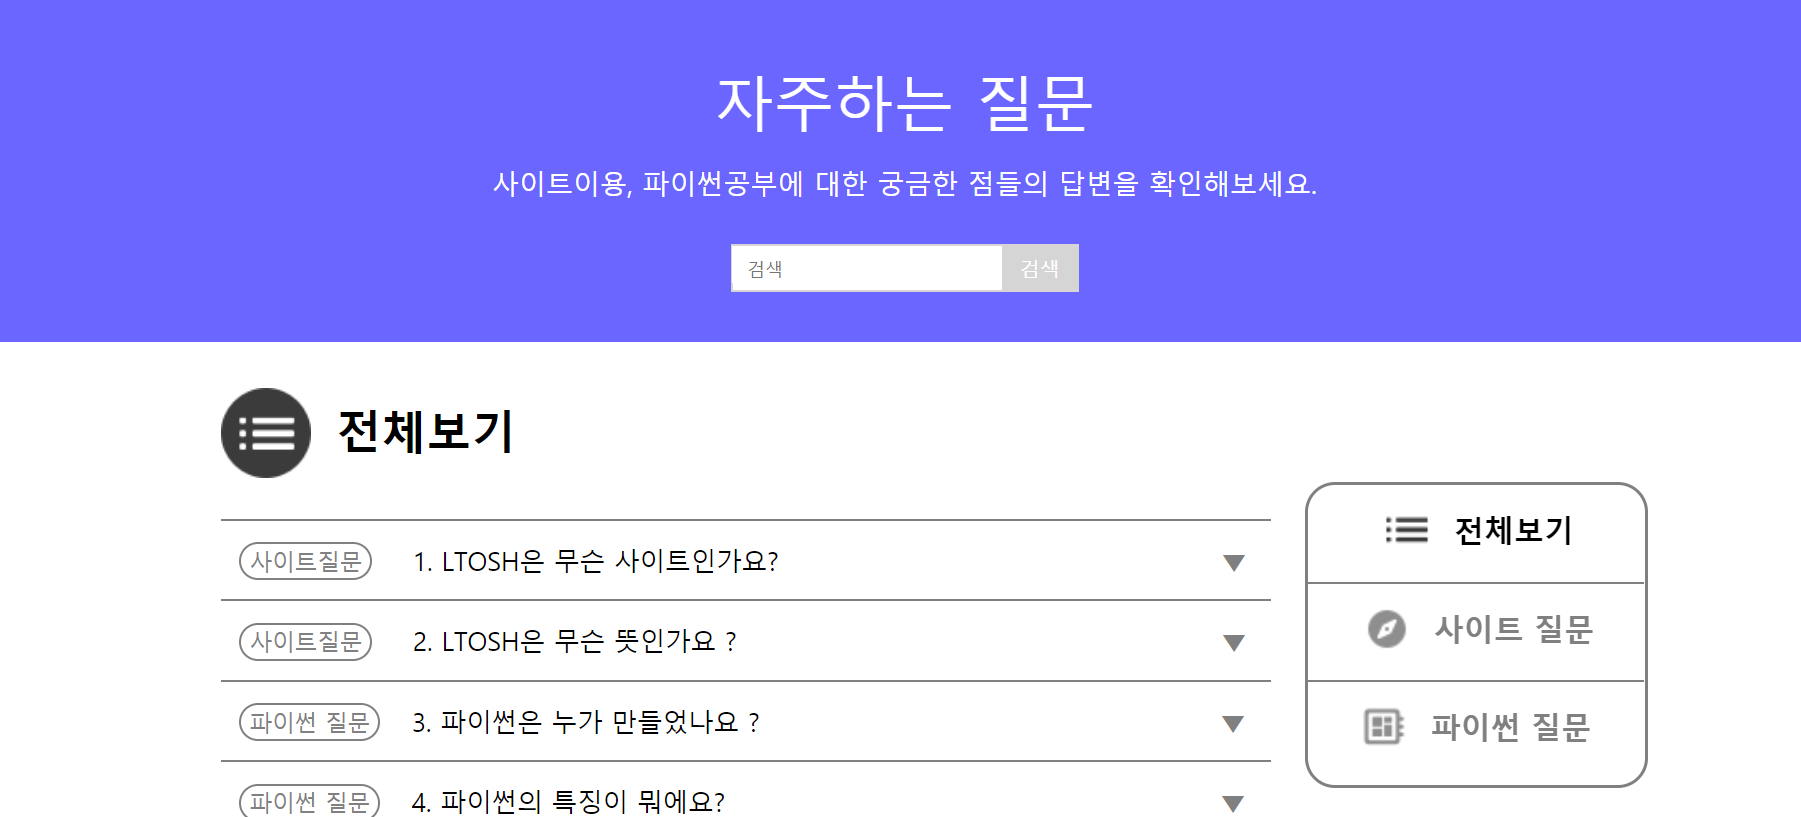 자주하는 질문
사이트이용, 파이썬공부에 대한 궁금한 점들의 답변을 확인해보세요.
검색 검색
전체보기
사이트질문 1. LTOSH은 무슨 사이트인가요?
사이트질문 2. LTOSH은 무슨 뜻인가요 ?
파이썬 질문 3. 파이썬은 누가 만들었나요 ?
파이썬 질문 4. 파이썬의 특징이 뭐에요?
전체보기
사이트 질문
파이썬 질문